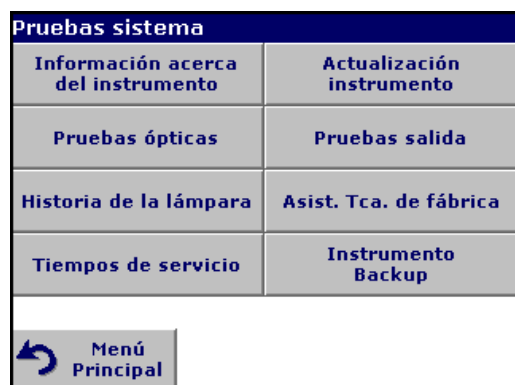 Pruebas sistema
Información acerca
del instrumento
Actualización
instrumento
Pruebas ópticas
Pruebas salida
Historia de la lámpara
Asist. Tca. de fábrica
Tiempos de servicio
Instrumento
Backup
Menú
Principal